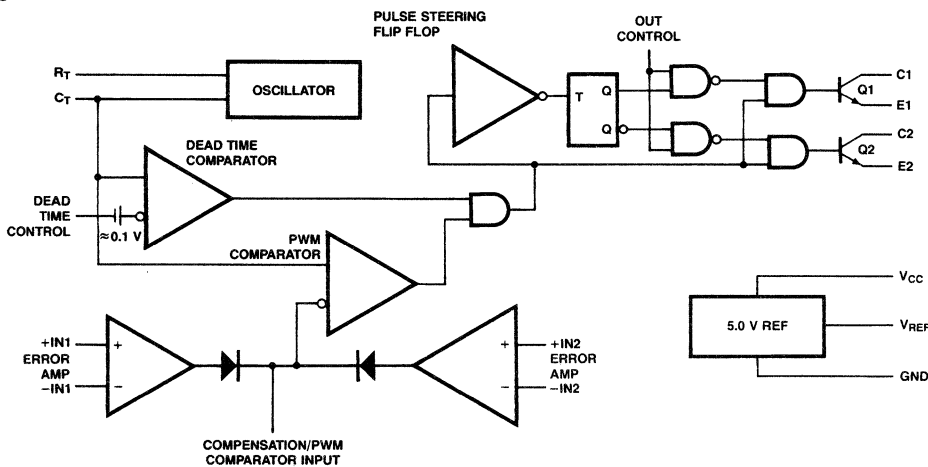 PULSE STEERING
FLIP FLOP
OUT
CONTROL
RT
CT
OSCILLATOR
T
Q
Q
Q1
C1
E1
Q2
C2
E2
DEAD TIME
COMPARATOR
DEAD
TIME
CONTROL
≈0.1 V
PWM
COMPARATOR
+IN1
ERROR
AMP
−IN1
+
−
+
−
+IN2
ERROR
AMP
−IN2
COMPENSATION/PWM
COMPARATOR INPUT
5.0 V REF
VCC
VREF
GND